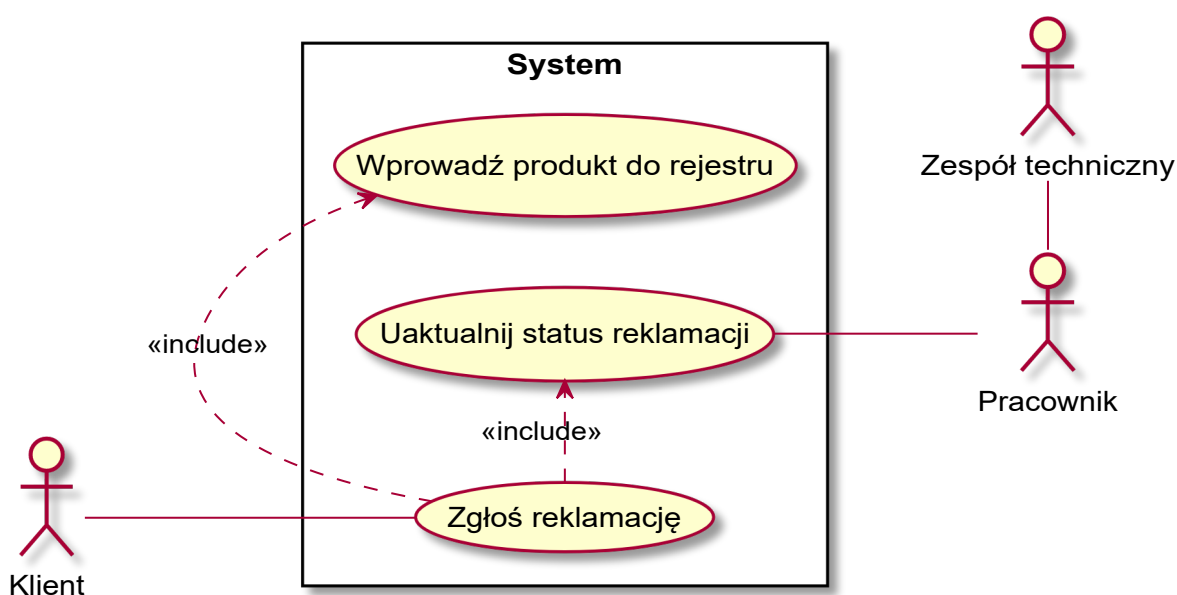 System
Wprowadź produkt do rejestru
Zespół techniczny
Uaktualnij status reklamacji
«include»
Pracownik
«include»
Zgłoś reklamację
Klient